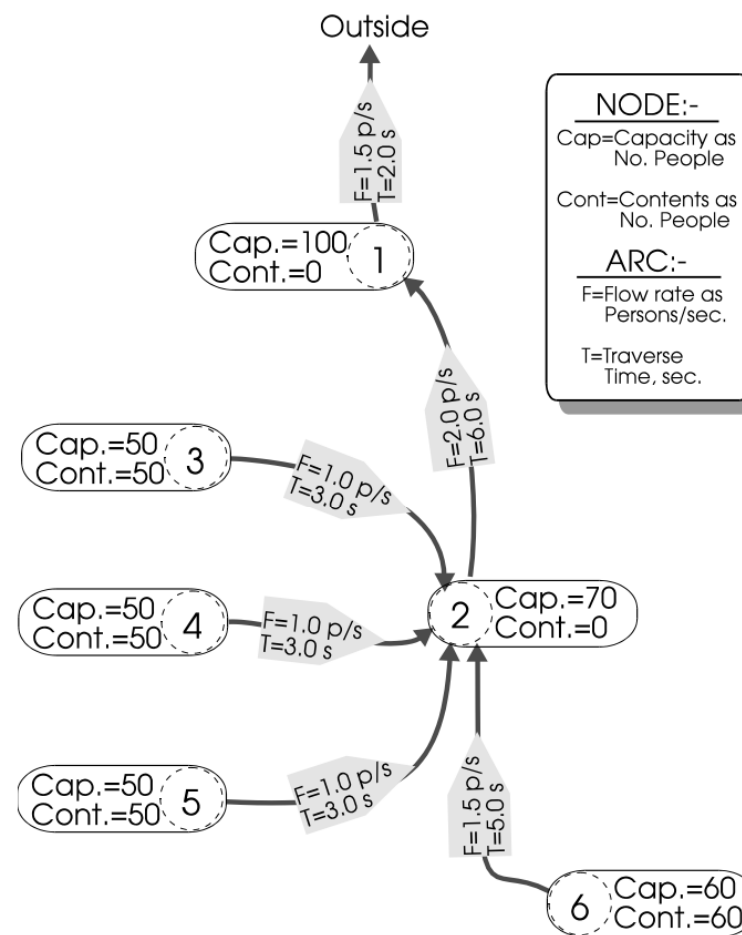 Outside
F=1.5 p/s
T=2.0 s
NODE:-
Cap=Capacity as
No. People
Cont=Contents as
No. People
ARC:-
F=Flow rate as
Persons/sec.
T=Traverse
Time, sec.
Cap.=100
Cont.=0
1
F=2.0 p/s
T=6.0 s
Cap.=50
Cont.=50
3
F=1.0 p/s
T=3.0 s
Cap.=50
Cont.=50
4
F=1.0 p/s
T=3.0 s
2
Cap.=70
Cont.=0
Cap.=50
Cont.=50
5
F=1.0 p/s
T=3.0 s
F=1.5 p/s
T=5.0 s
6
Cap.=60
Cont.=60